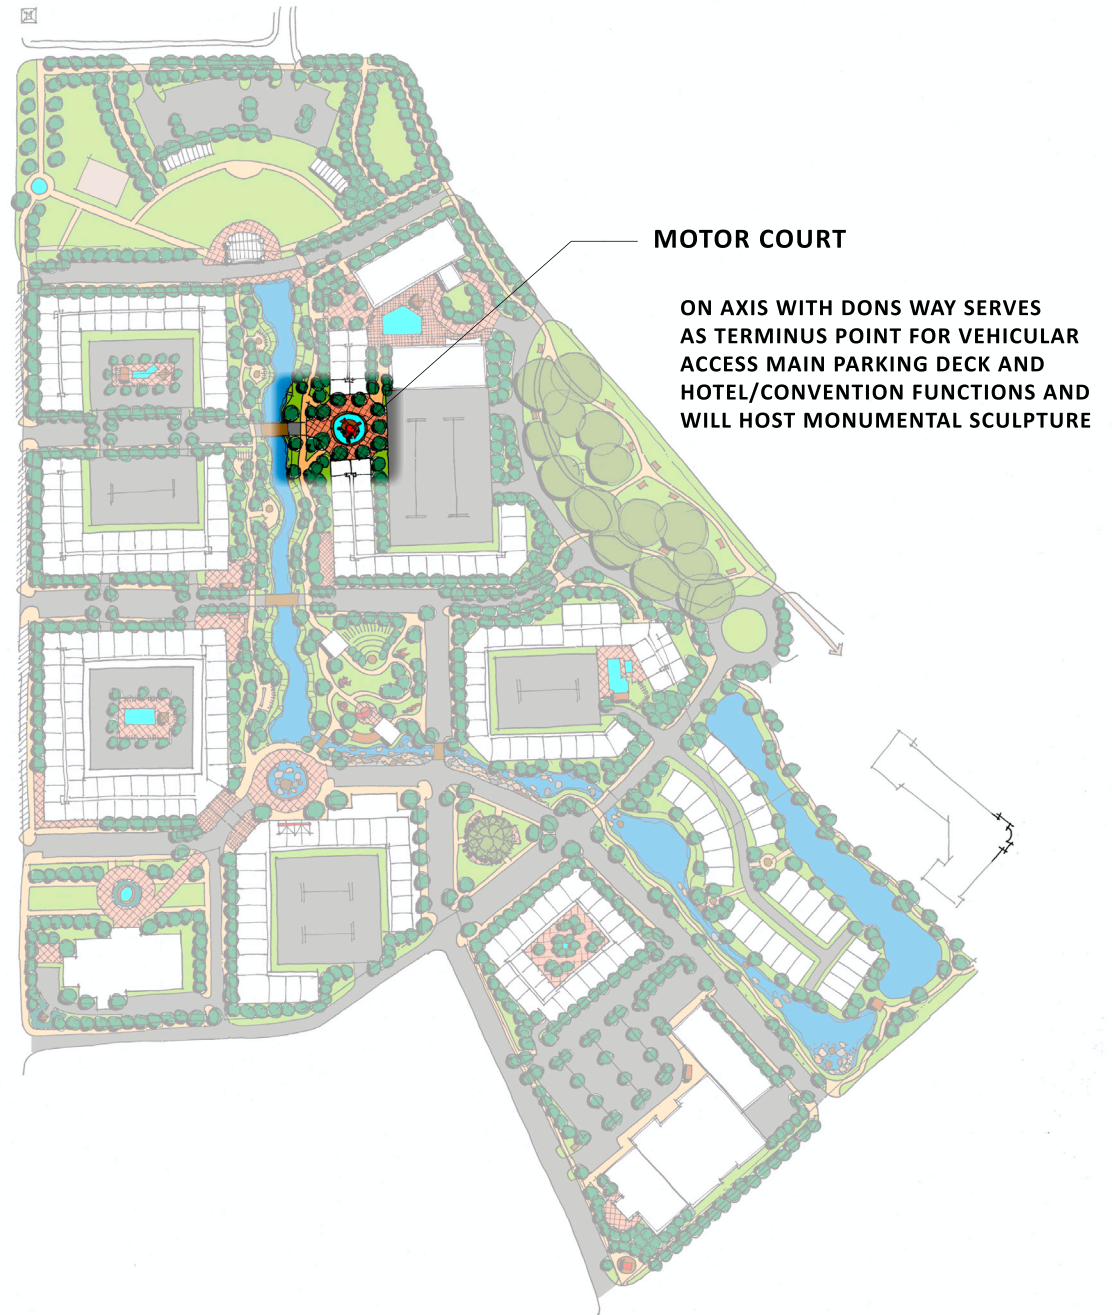 MOTOR COURT
ON AXIS WITH DONS WAY SERVES
AS TERMINUS POINT FOR VEHICULAR
ACCESS MAIN PARKING DECK AND
HOTEL/CONVENTION FUNCTIONS AND
WILL HOST MONUMENTAL SCULPTURE